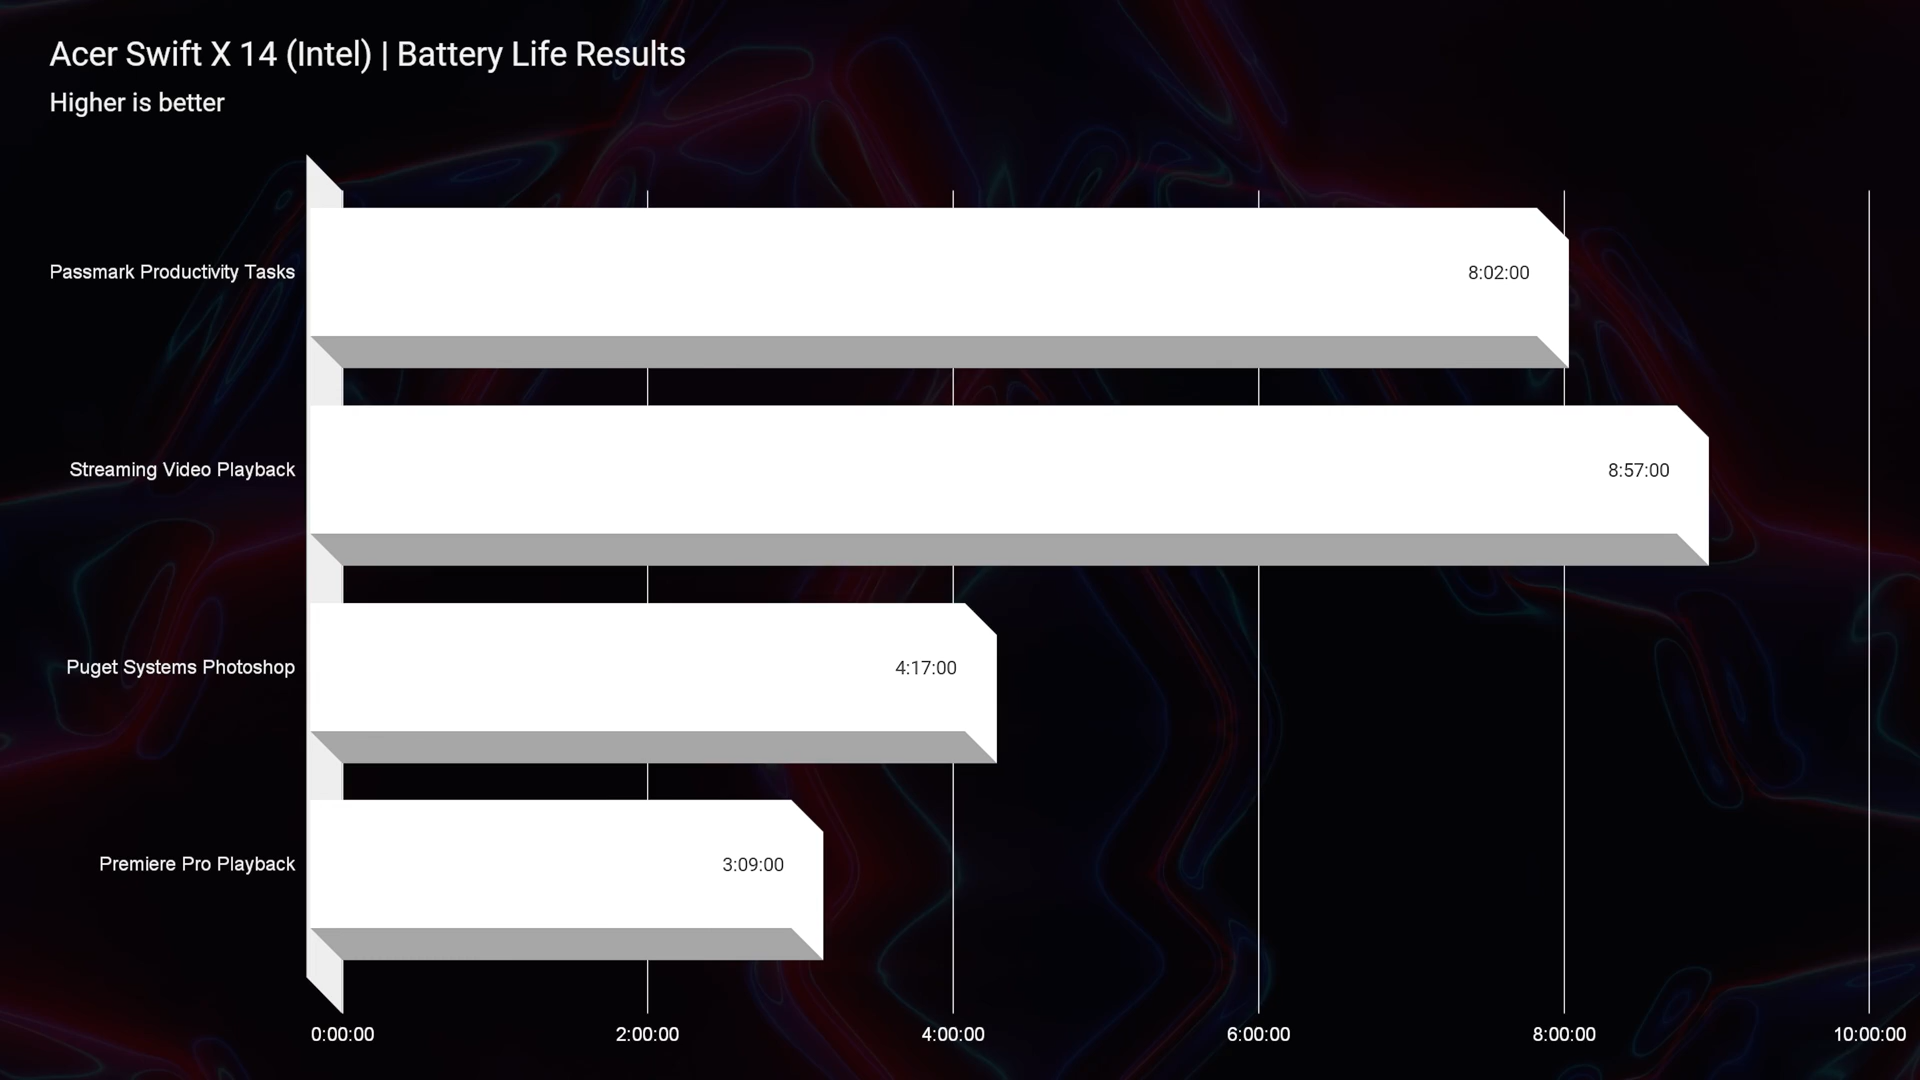 Acer Swift X 14 (Intel) | Battery Life Results
Higher is better
Passmark Productivity Tasks
8:02:00
Streaming Video Playback
8:57:00
Puget Systems Photoshop
4:17:00
Premiere Pro Playback
3:09:00
0:00:00
2:00:00
4:00:00
6:00:00
8:00:00
10:00:00